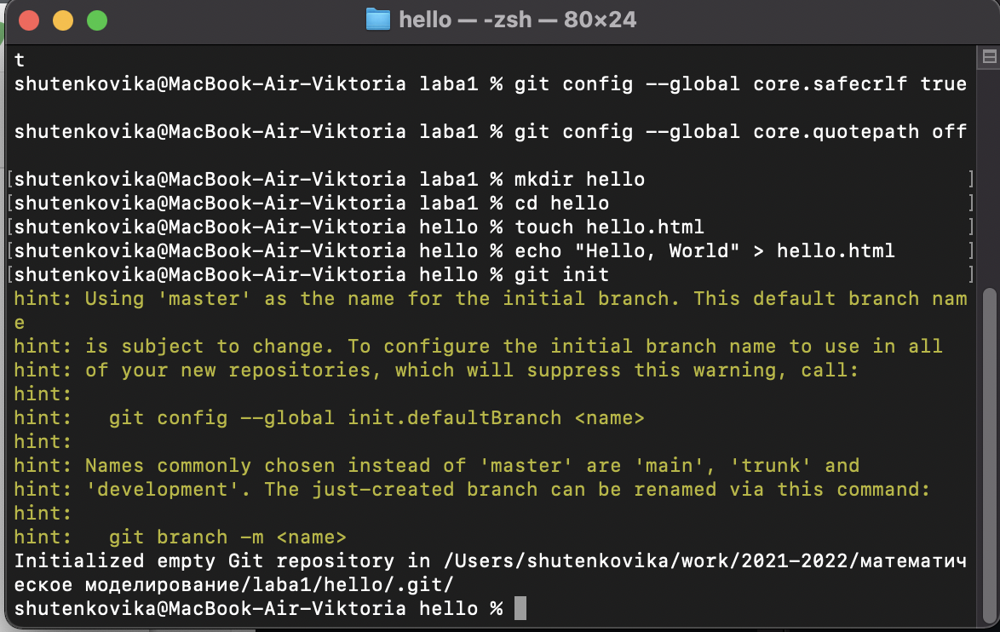 hello — -zsh — 80×24
t
shutenkovika@MacBook-Air-Viktoria laba1 % git config --global core.safecrlf true
shutenkovika@MacBook-Air-Viktoria laba1 % git config --global core.quotepath off
[shutenkovika@MacBook-Air-Viktoria laba1 % mkdir hello ]
[shutenkovika@MacBook-Air-Viktoria laba1 % cd hello ]
[shutenkovika@MacBook-Air-Viktoria hello % touch hello.html ]
[shutenkovika@MacBook-Air-Viktoria hello % echo "Hello, World" > hello.html ]
[shutenkovika@MacBook-Air-Viktoria hello % git init ]
hint: Using 'master' as the name for the initial branch. This default branch nam
e
hint: is subject to change. To configure the initial branch name to use in all
hint: of your new repositories, which will suppress this warning, call:
hint:
hint:   git config --global init.defaultBranch <name>
hint:
hint: Names commonly chosen instead of 'master' are 'main', 'trunk' and
hint: 'development'. The just-created branch can be renamed via this command:
hint:
hint:   git branch -m <name>
Initialized empty Git repository in /Users/shutenkovika/work/2021-2022/математич
еское моделирование/laba1/hello/.git/
shutenkovika@MacBook-Air-Viktoria hello %